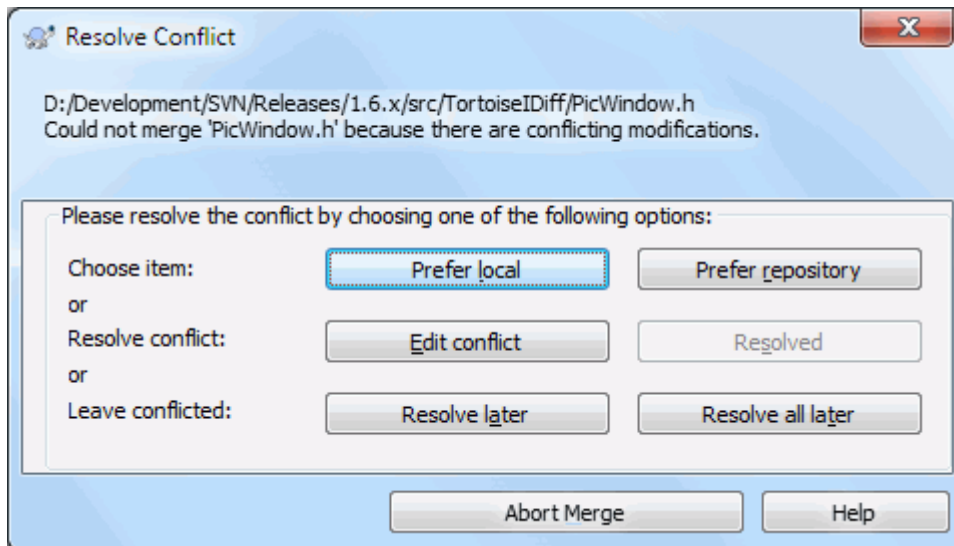 Resolve Conflict
X
D:/Development/SVN/Releases/1.6.x/src/TortoiseIDiff/PicWindow.h
Could not merge 'PicWindow.h' because there are conflicting modifications.
Please resolve the conflict by choosing one of the following options:
Choose item: Prefer local Prefer repository
or
Resolve conflict: Edit conflict Resolved
or
Leave conflicted: Resolve later Resolve all later
Abort Merge Help